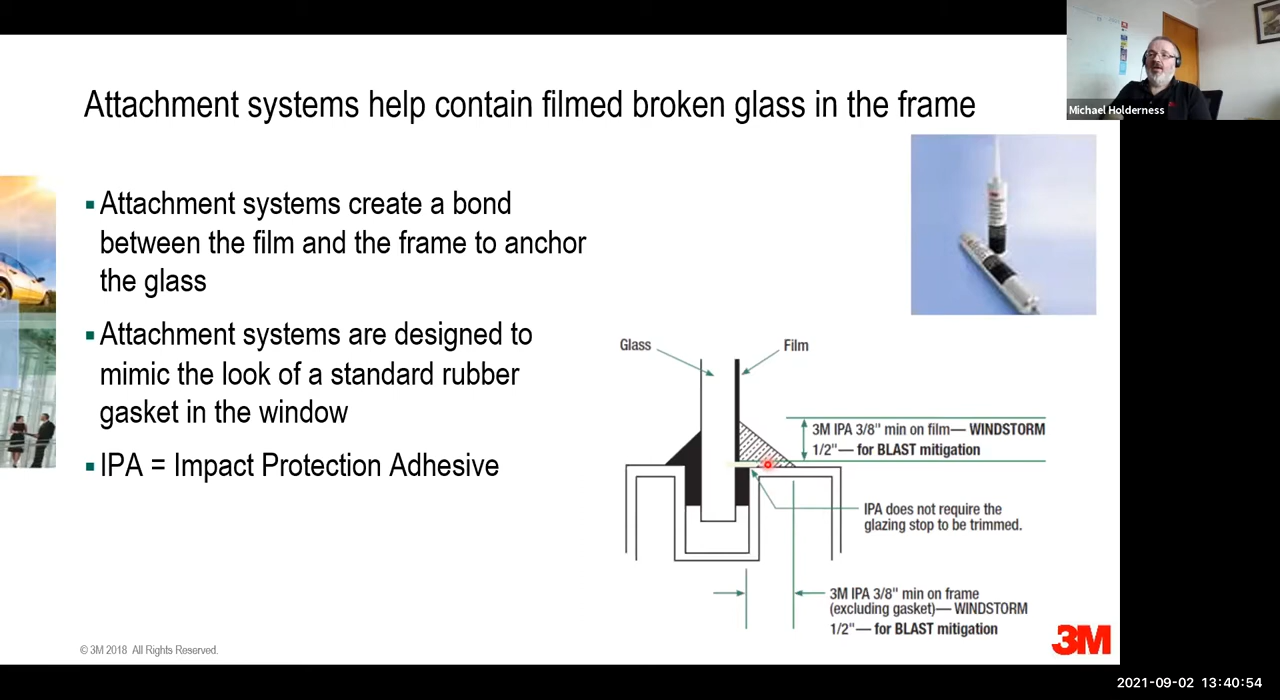 Michael Holderness
Attachment systems help contain filmed broken glass in the frame
Attachment systems create a bond
between the film and the frame to anchor
the glass
Attachment systems are designed to
mimic the look of a standard rubber
gasket in the window
IPA = Impact Protection Adhesive
3M
Glass
Film
3M IPA 3/8" min on film— WINDSTORM
1/2"— for BLAST mitigation
IPA does not require the
glazing stop to be trimmed.
3M IPA 3/8" min on frame
(excluding gasket)— WINDSTORM
1/2"— for BLAST mitigation
© 3M 2018 All Rights Reserved.
3M
2021-09-02 13:40:54